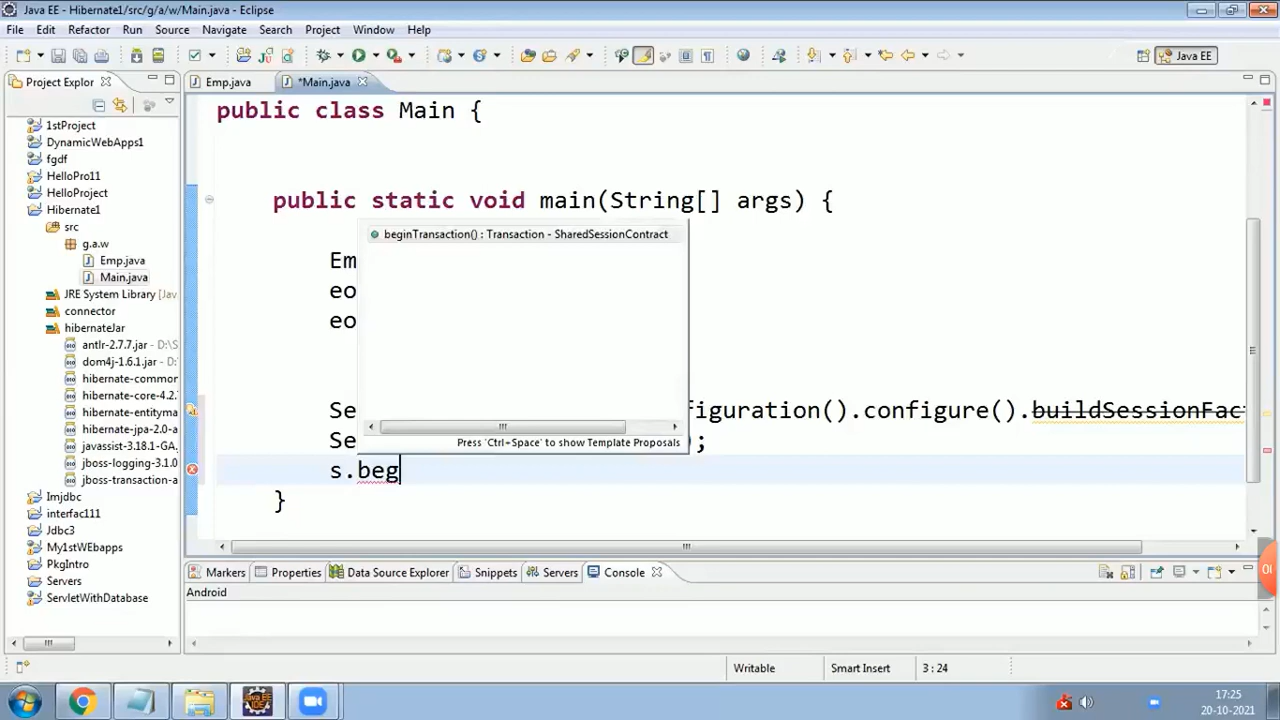 Java EE - Hibernate1/src/g/a/w/Main.java - Eclipse
File Edit Refactor Run Source Navigate Search Project Window Help
Java EE
Project Explor
Emp.java
*Main.java
1stProject
DynamicWebApps1
fgdf
HelloPro11
HelloProject
Hibernate1
src
g.a.w
Emp.java
Main.java
JRE System Library [Jav
connector
hibernateJar
antlr-2.7.7.jar - D:\S
dom4j-1.6.1.jar - D:
hibernate-common
hibernate-core-4.2.
hibernate-entityma
hibernate-jpa-2.0-a
javassist-3.18.1-GA.
jboss-logging-3.1.0
jboss-transaction-a
Imjdbc
interfac111
Jdbc3
My1stWEbapps
PkgIntro
Servers
ServletWithDatabase
public class Main {
public static void main(String[] args) {
beginTransaction() : Transaction - SharedSessionContract
Em
eo
eo
Se
figuration().configure().buildSessionFact
Se
);
Press 'Ctrl+Space' to show Template Proposals
s.beg
}
Markers Properties Data Source Explorer Snippets Servers Console
Android
Writable Smart Insert 3 : 24
17:25
20-10-2021